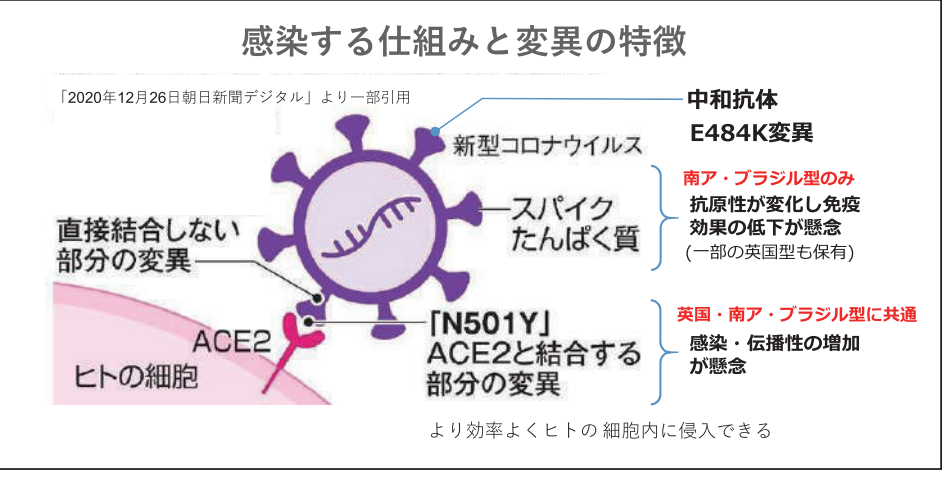 感染する仕組みと変異の特徴
「2020年12月26日朝日新聞デジタル」より一部引用
中和抗体
E484K変異
新型コロナウイルス
南ア・ブラジル型のみ
抗原性が変化し免疫
効果の低下が懸念
(一部の英国型も保有)
スパイク
たんぱく質
直接結合しない
部分の変異
「N501Y」
ACE2と結合する
部分の変異
英国・南ア・ブラジル型に共通
感染・伝播性の増加
が懸念
ACE2
ヒトの細胞
より効率よくヒトの 細胞内に侵入できる